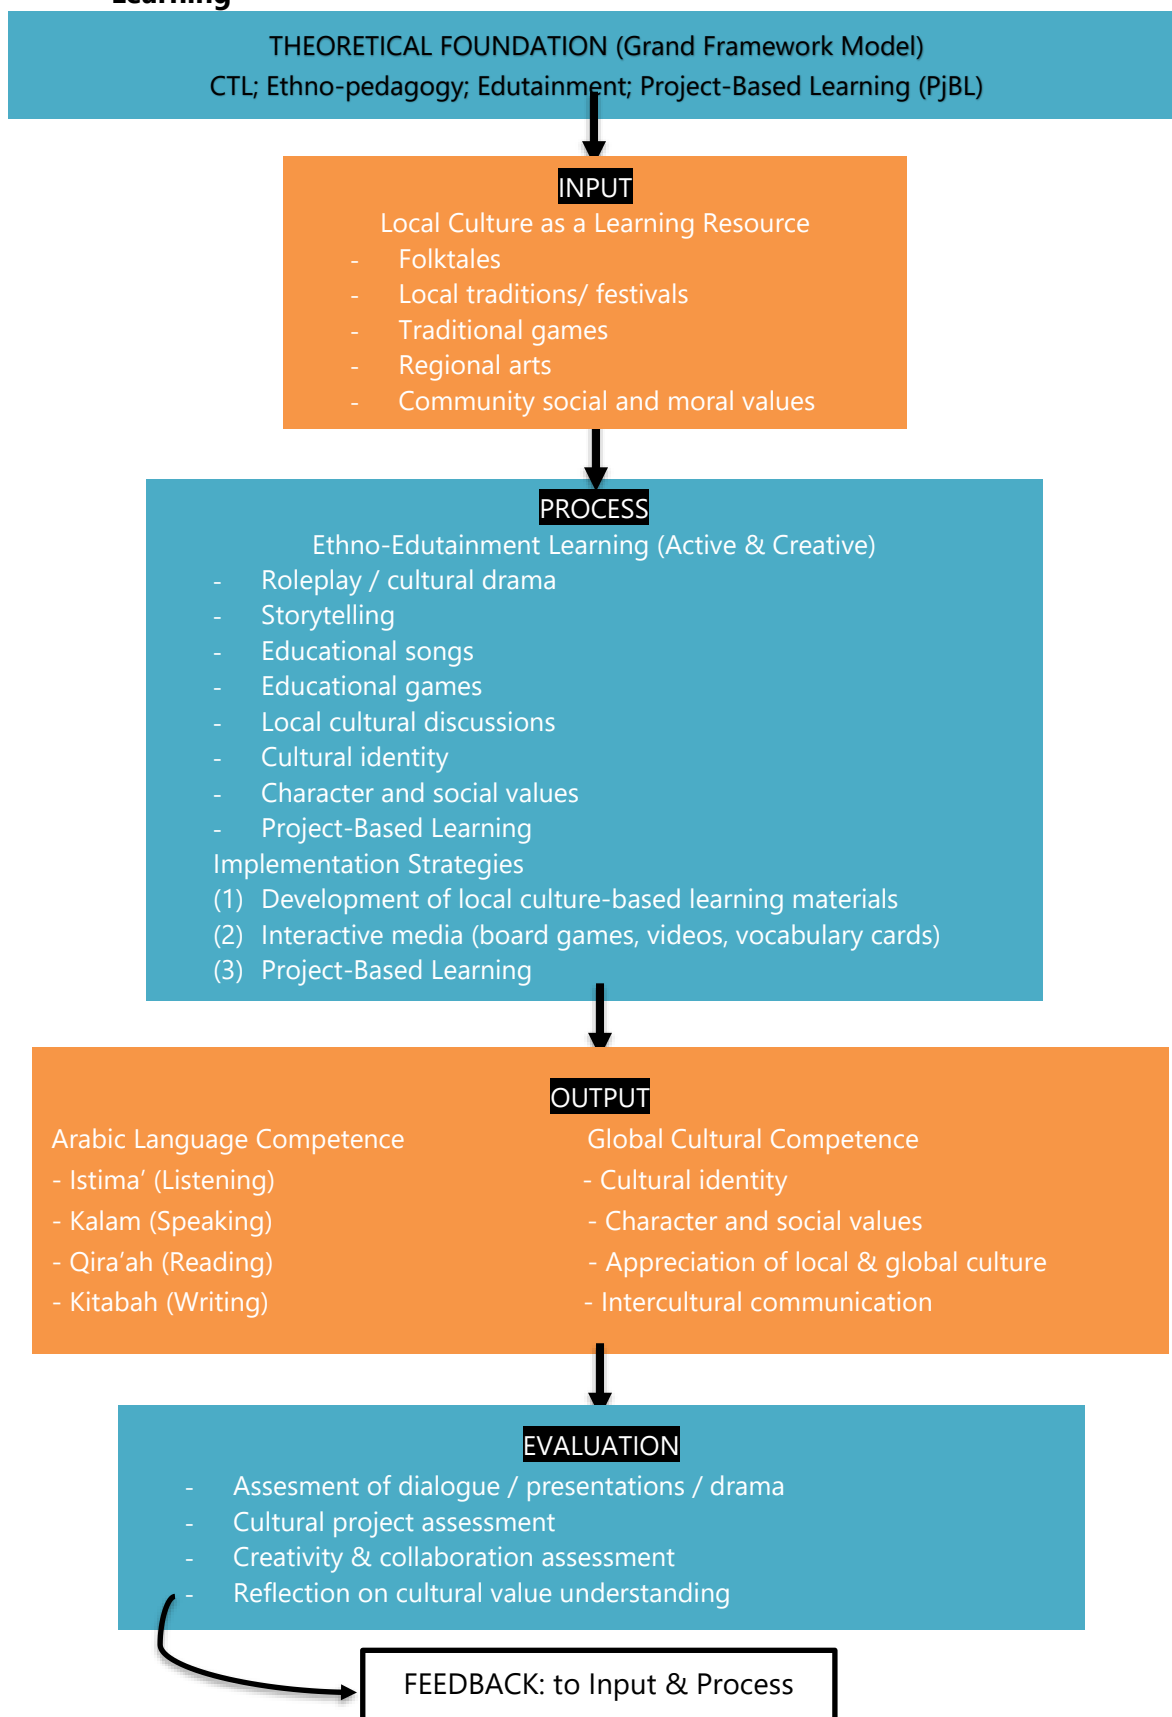 Learning
THEORETICAL FOUNDATION (Grand Framework Model)
CTL; Ethno-pedagogy; Edutainment; Project-Based Learning (PjBL)
INPUT
Local Culture as a Learning Resource
- Folktales
- Local traditions/ festivals
- Traditional games
- Regional arts
- Community social and moral values
PROCESS
Ethno-Edutainment Learning (Active & Creative)
- Roleplay / cultural drama
- Storytelling
- Educational songs
- Educational games
- Local cultural discussions
- Cultural identity
- Character and social values
- Project-Based Learning
Implementation Strategies
(1) Development of local culture-based learning materials
(2) Interactive media (board games, videos, vocabulary cards)
(3) Project-Based Learning
OUTPUT
Arabic Language Competence
- Istima’ (Listening)
- Kalam (Speaking)
- Qira’ah (Reading)
- Kitabah (Writing)
Global Cultural Competence
- Cultural identity
- Character and social values
- Appreciation of local & global culture
- Intercultural communication
EVALUATION
- Assesment of dialogue / presentations / drama
- Cultural project assessment
- Creativity & collaboration assessment
- Reflection on cultural value understanding
FEEDBACK: to Input & Process